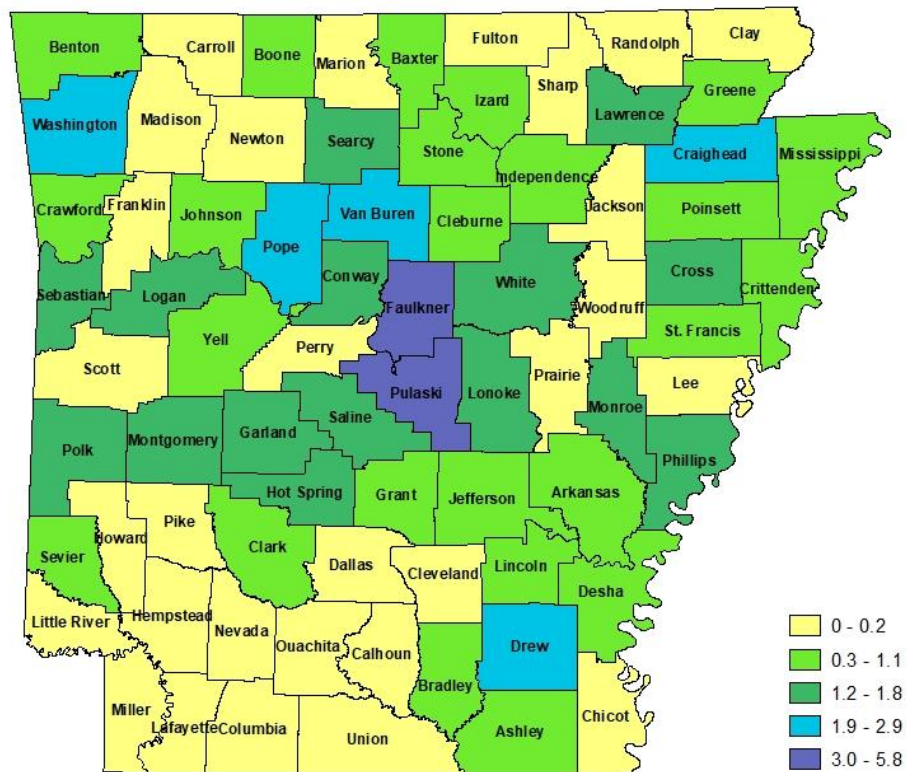 Benton
Carroll
Boone
Marion
Baxter
Fulton
Randolph
Clay
Washington
Madison
Newton
Searcy
Izard
Sharp
Lawrence
Greene
Stone
Independence
Craighead
Mississippi
Crawford
Franklin
Johnson
Pope
Van Buren
Cleburne
Jackson
Poinsett
Sebastian
Logan
Conway
Faulkner
White
Woodruff
Cross
Crittenden
Scott
Yell
Perry
Pulaski
Lonoke
Prairie
St. Francis
Lee
Monroe
Polk
Montgomery
Garland
Saline
Phillips
Hot Spring
Grant
Jefferson
Arkansas
Sevier
Howard
Pike
Clark
Dallas
Cleveland
Lincoln
Desha
Little River
Hempstead
Nevada
Ouachita
Calhoun
Bradley
Drew
Miller
Lafayette
Columbia
Union
Ashley
Chicot
0 - 0.2
0.3 - 1.1
1.2 - 1.8
1.9 - 2.9
3.0 - 5.8